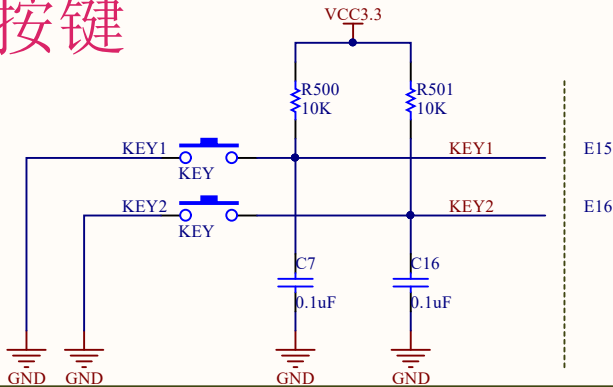 按键
VCC3.3
R500
10K
R501
10K
KEY1
KEY
KEY1
E15
KEY2
KEY
KEY2
E16
C7
0.1uF
C16
0.1uF
GND
GND
GND
GND